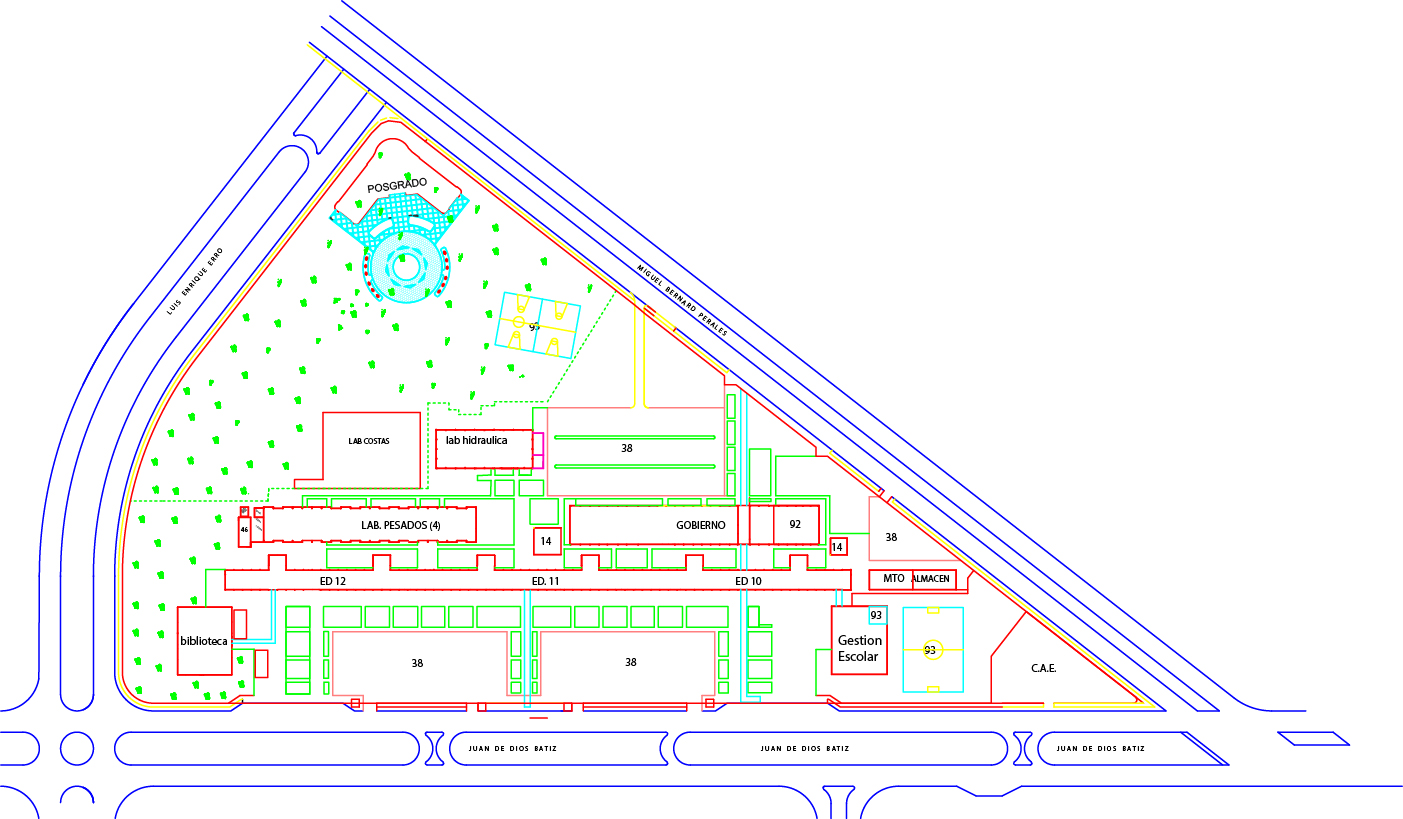 POSGRADO
LUIS ENRIQUE ERRO
MIGUEL BERNARD PERALES
93
LAB COSTAS
lab hidraulica
38
46
LAB. PESADOS (4)
14
GOBIERNO
92
14
38
ED 12
ED. 11
ED 10
MTO
ALMACEN
biblioteca
38
38
93
Gestion
Escolar
93
C.A.E.
JUAN DE DIOS BATIZ
JUAN DE DIOS BATIZ
JUAN DE DIOS BATIZ